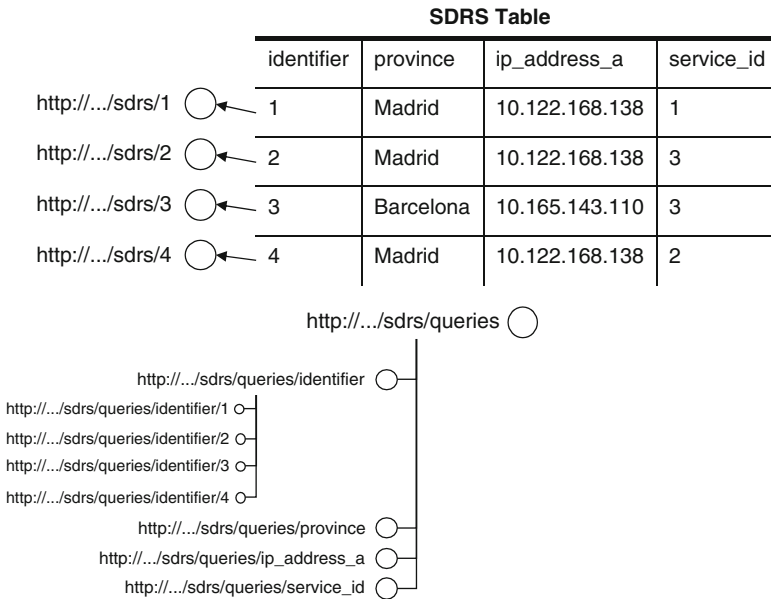 SDRS Table
identifier province ip_address_a service_id
http://.../sdrs/1 1 Madrid 10.122.168.138 1
http://.../sdrs/2 2 Madrid 10.122.168.138 3
http://.../sdrs/3 3 Barcelona 10.165.143.110 3
http://.../sdrs/4 4 Madrid 10.122.168.138 2
http://.../sdrs/queries
http://.../sdrs/queries/identifier
http://.../sdrs/queries/identifier/1
http://.../sdrs/queries/identifier/2
http://.../sdrs/queries/identifier/3
http://.../sdrs/queries/identifier/4
http://.../sdrs/queries/province
http://.../sdrs/queries/ip_address_a
http://.../sdrs/queries/service_id